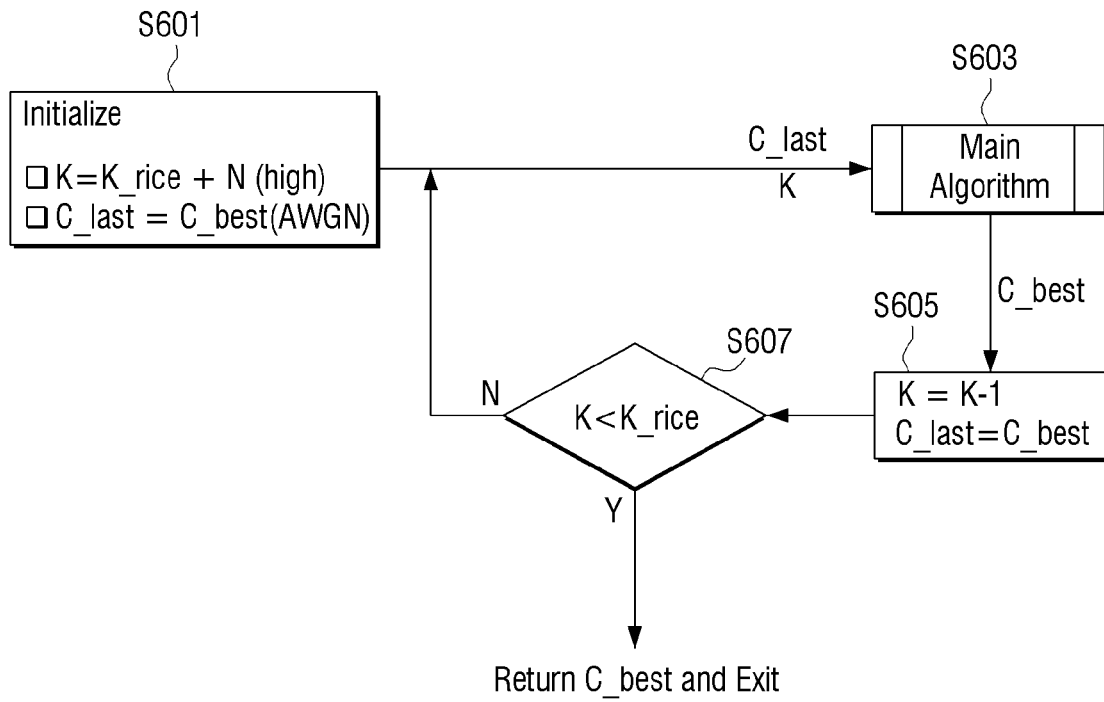 S601
Initialize
❑ K=K_rice + N (high)
❑ C_last = C_best(AWGN)
C_last
K
S603
Main
Algorithm
C_best
S605
K = K-1
C_last=C_best
S607
K<K_rice
N
Y
Return C_best and Exit